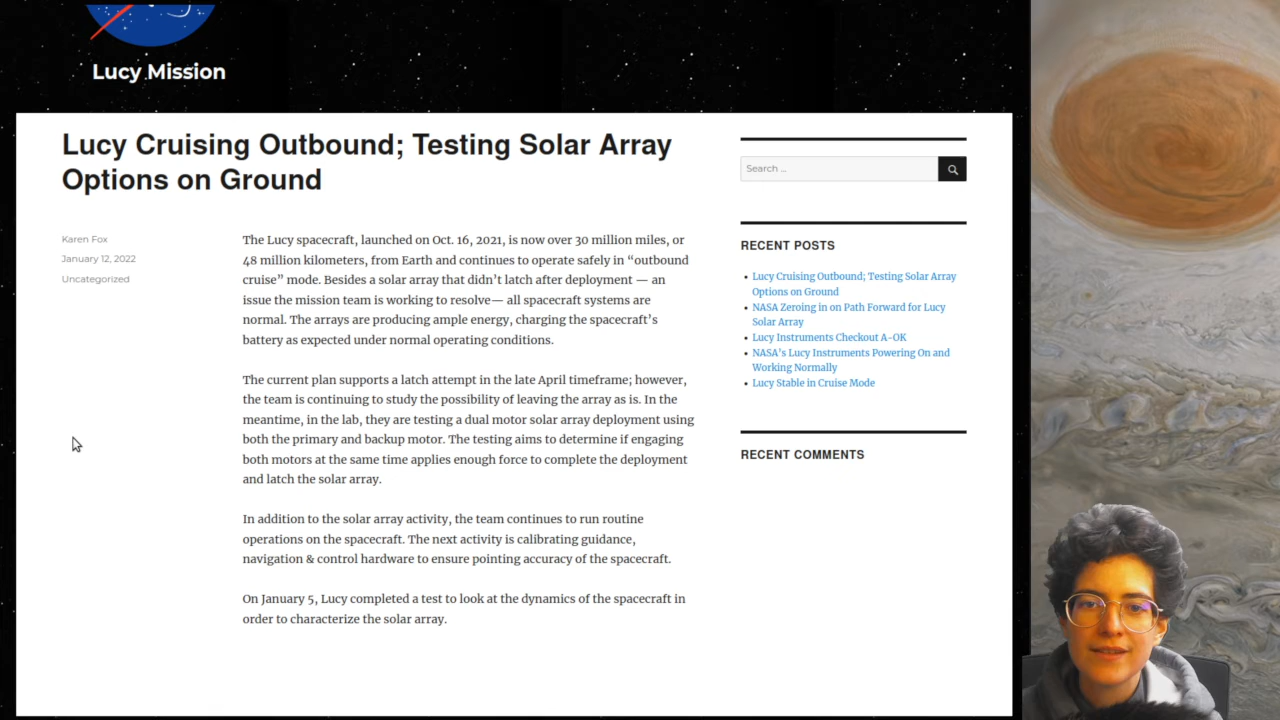 Lucy Mission
Lucy Cruising Outbound; Testing Solar Array
Options on Ground
Karen Fox
January 12, 2022
Uncategorized
The Lucy spacecraft, launched on Oct. 16, 2021, is now over 30 million miles, or
48 million kilometers, from Earth and continues to operate safely in “outbound
cruise” mode. Besides a solar array that didn’t latch after deployment — an
issue the mission team is working to resolve— all spacecraft systems are
normal. The arrays are producing ample energy, charging the spacecraft’s
battery as expected under normal operating conditions.
The current plan supports a latch attempt in the late April timeframe; however,
the team is continuing to study the possibility of leaving the array as is. In the
meantime, in the lab, they are testing a dual motor solar array deployment using
both the primary and backup motor. The testing aims to determine if engaging
both motors at the same time applies enough force to complete the deployment
and latch the solar array.
In addition to the solar array activity, the team continues to run routine
operations on the spacecraft. The next activity is calibrating guidance,
navigation & control hardware to ensure pointing accuracy of the spacecraft.
On January 5, Lucy completed a test to look at the dynamics of the spacecraft in
order to characterize the solar array.
Search ...
RECENT POSTS
Lucy Cruising Outbound; Testing Solar Array
Options on Ground
NASA Zeroing in on Path Forward for Lucy
Solar Array
Lucy Instruments Checkout A-OK
NASA's Lucy Instruments Powering On and
Working Normally
Lucy Stable in Cruise Mode
RECENT COMMENTS